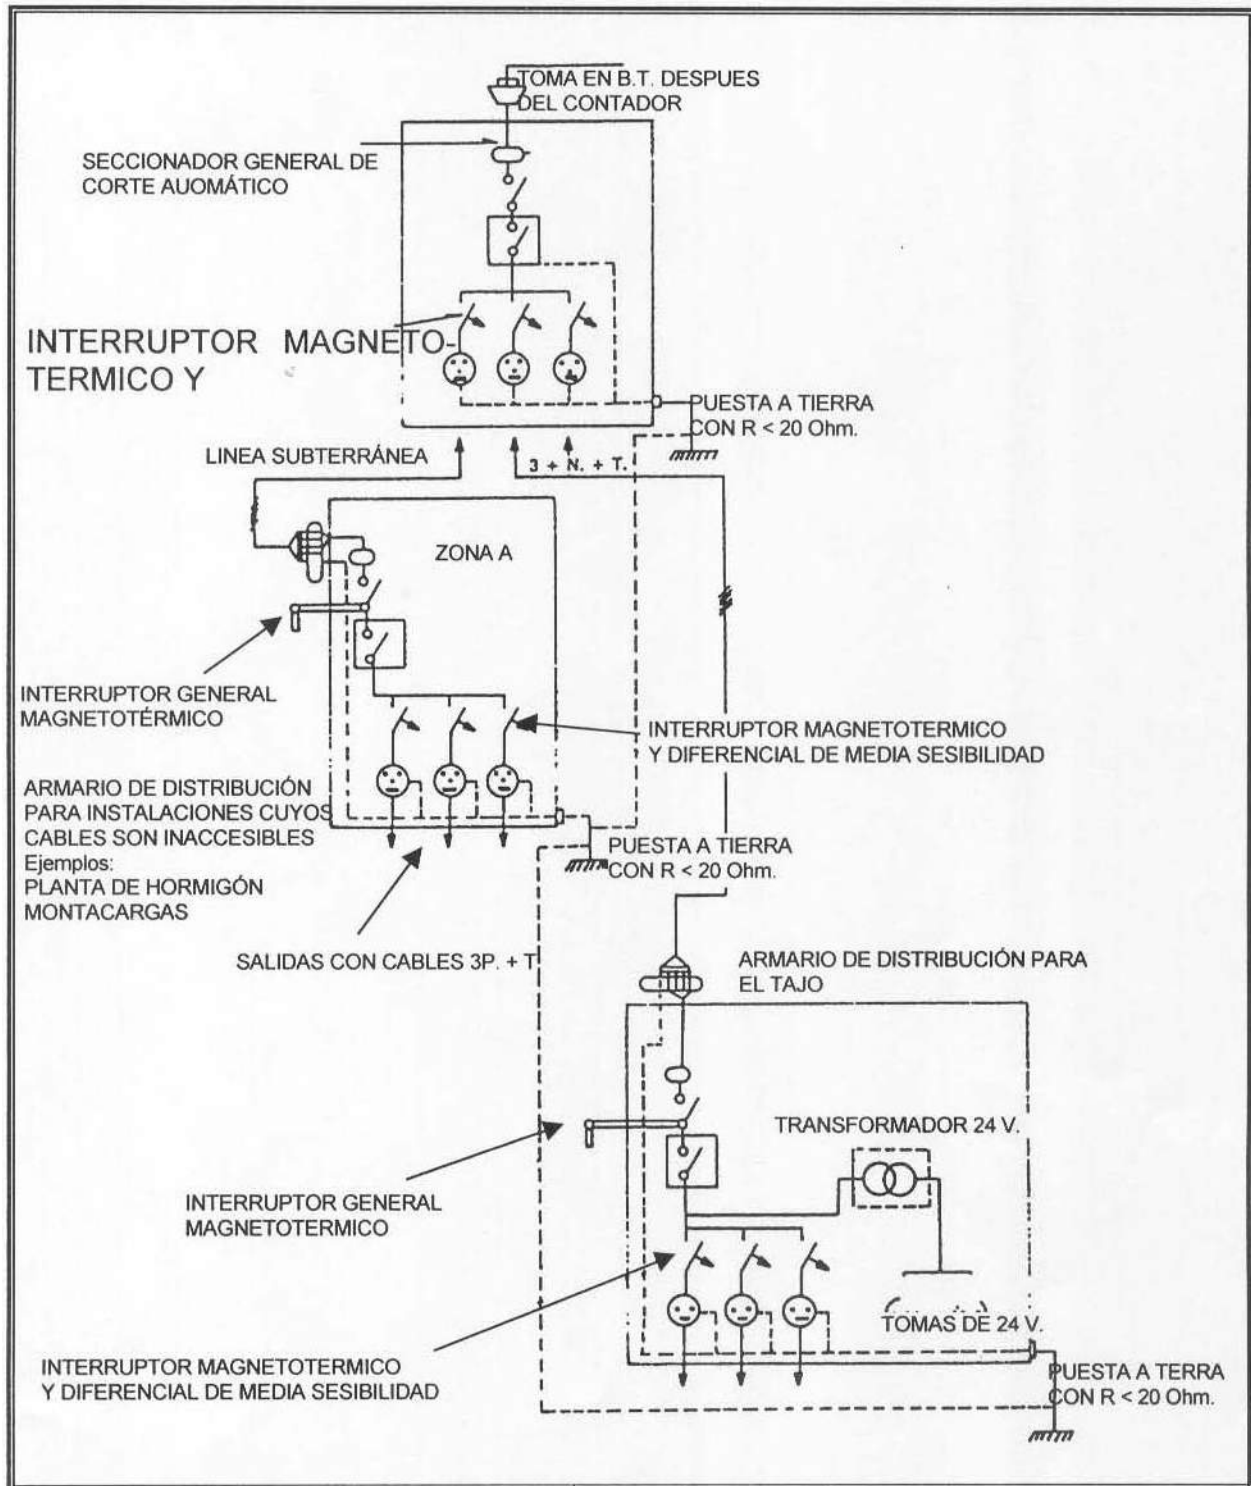 TOMA EN B.T. DESPUES
DEL CONTADOR
SECCIONADOR GENERAL DE
CORTE AUOMÁTICO
INTERRUPTOR MAGNETO-
TERMICO Y
PUESTA A TIERRA
CON R < 20 Ohm.
LINEA SUBTERRÁNEA
3 + N. + T.
ZONA A
INTERRUPTOR GENERAL
MAGNETOTÉRMICO
INTERRUPTOR MAGNETOTERMICO
Y DIFERENCIAL DE MEDIA SESIBILIDAD
ARMARIO DE DISTRIBUCIÓN
PARA INSTALACIONES CUYOS
CABLES SON INACCESIBLES
Ejemplos:
PLANTA DE HORMIGÓN
MONTACARGAS
PUESTA A TIERRA
CON R < 20 Ohm.
SALIDAS CON CABLES 3P. + T
ARMARIO DE DISTRIBUCIÓN PARA
EL TAJO
TRANSFORMADOR 24 V.
INTERRUPTOR GENERAL
MAGNETOTERMICO
TOMAS DE 24 V.
INTERRUPTOR MAGNETOTERMICO
Y DIFERENCIAL DE MEDIA SESIBILIDAD
PUESTA A TIERRA
CON R < 20 Ohm.